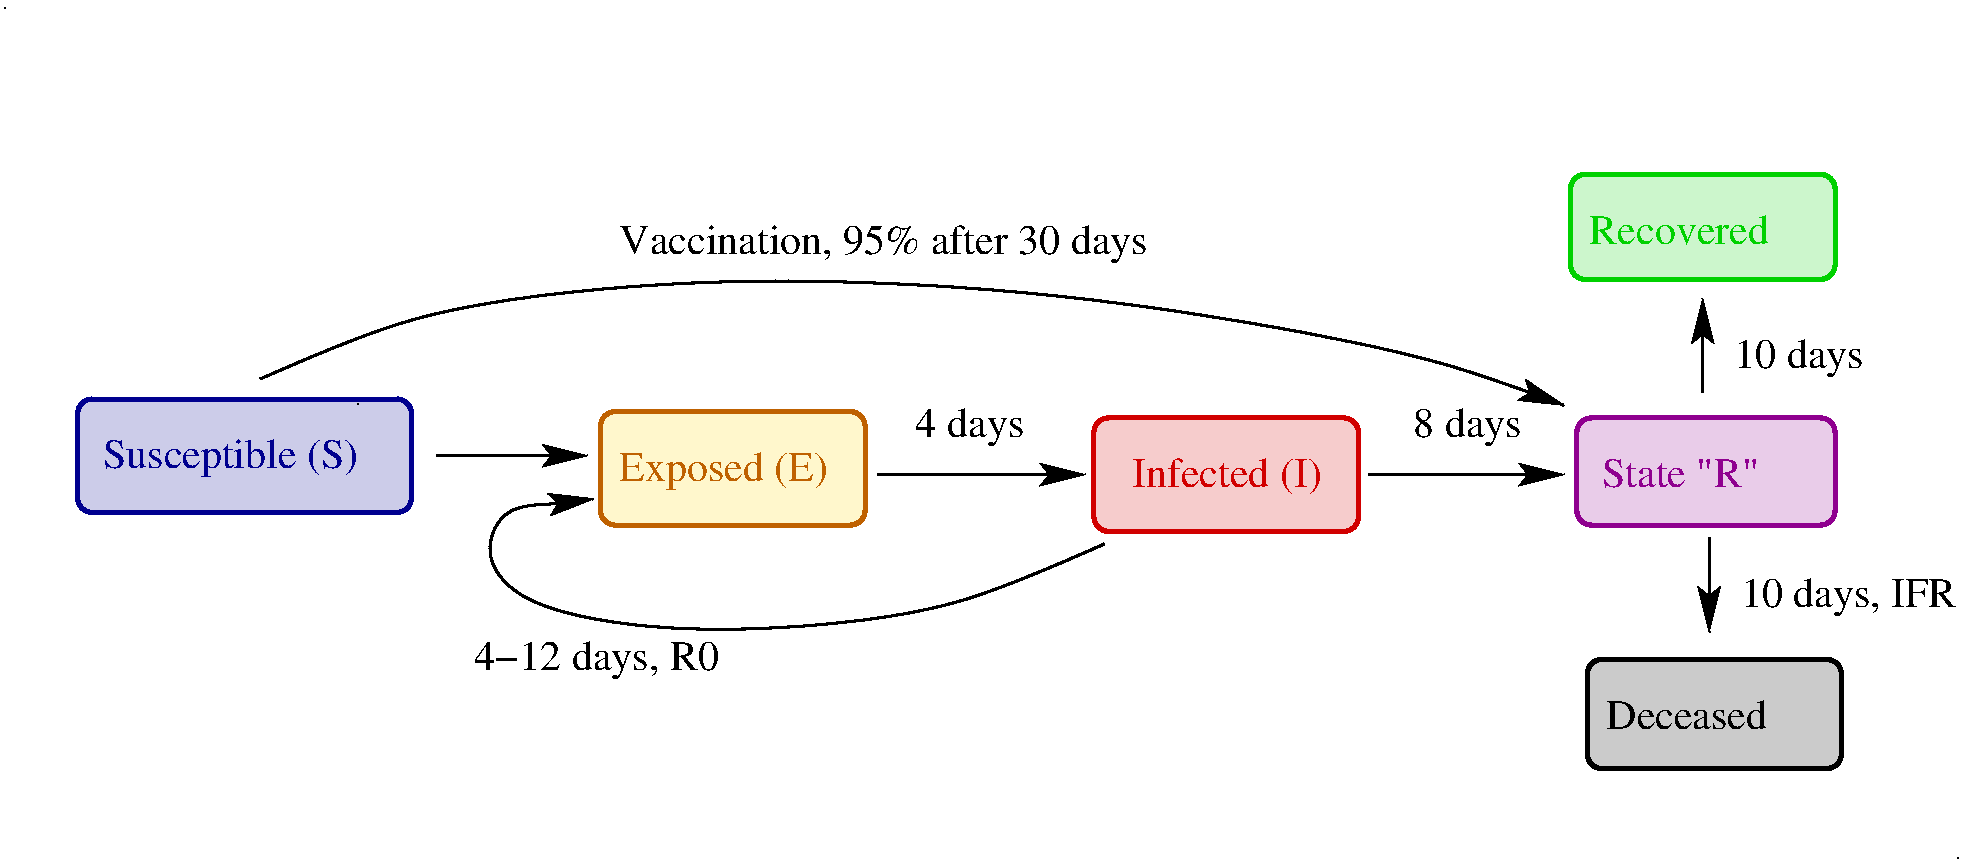 Recovered
Vaccination, 95% after 30 days
10 days
Susceptible (S)
Exposed (E)
4 days
Infected (I)
8 days
State "R"
10 days, IFR
4−12 days, R0
Deceased